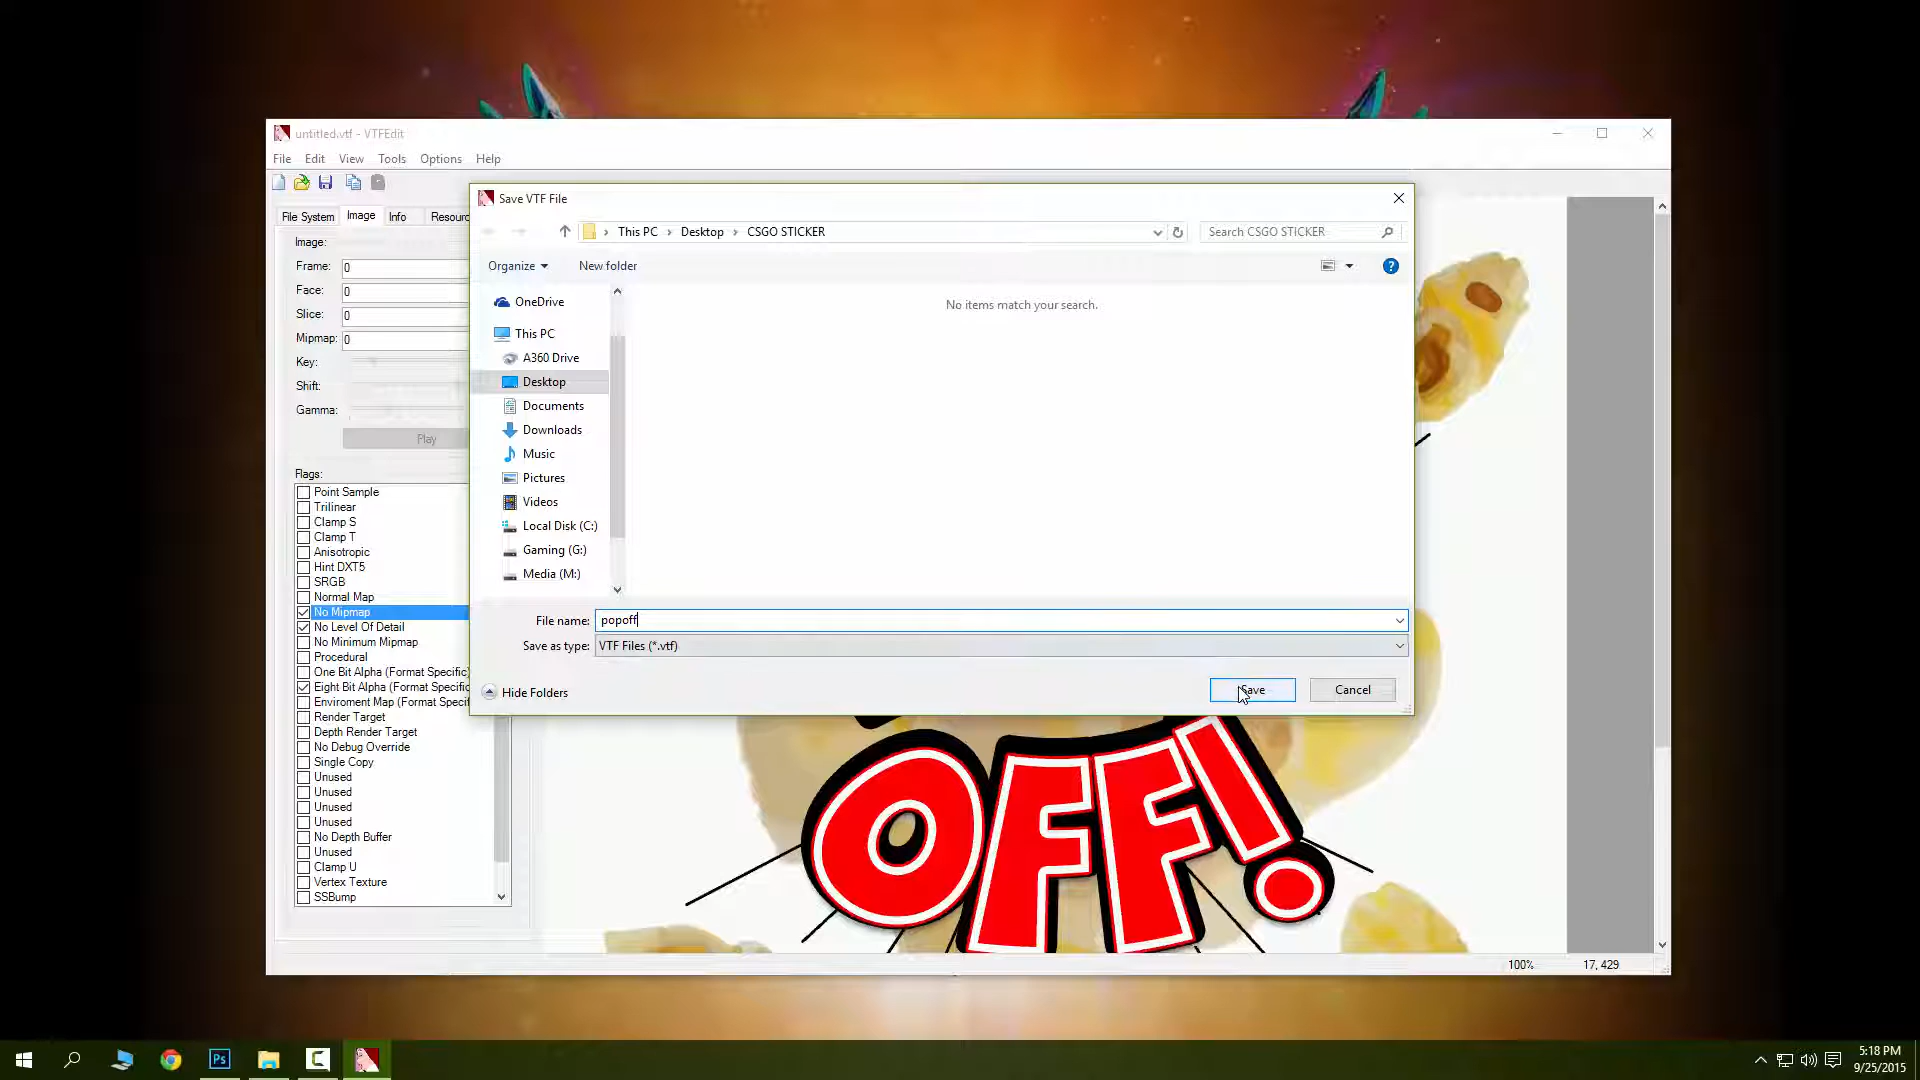 untitled.vtf - VTFEdit
File Edit View Tools Options Help
File System Image Info
Image:
Frame: 0
Face: 0
Slice: 0
Mipmap: 0
Key:
Shift:
Gamma:
Play
Flags:
Point Sample
Trilinear
Clamp S
Clamp T
Anisotropic
Hint DXT5
SRGB
Normal Map
No Mipmap
No Level Of Detail
No Minimum Mipmap
Procedural
One Bit Alpha (Format Specific)
Eight Bit Alpha (Format Specific
Enviroment Map (Format Specif
Render Target
Depth Render Target
No Debug Override
Single Copy
Unused
Unused
Unused
Unused
No Depth Buffer
Unused
Clamp U
Vertex Texture
SSBump
Save VTF File
This PC > Desktop > CSGO STICKER
Search CSGO STICKER
Organize New folder
OneDrive
This PC
A360 Drive
Desktop
Documents
Downloads
Music
Pictures
Videos
Local Disk (C:)
Gaming (G:)
Media (M:)
No items match your search.
File name: popoff
Save as type: VTF Files (*.vtf)
Hide Folders
Save Cancel
OFF!
100% 17, 429
Ps
5:18 PM
9/25/2015